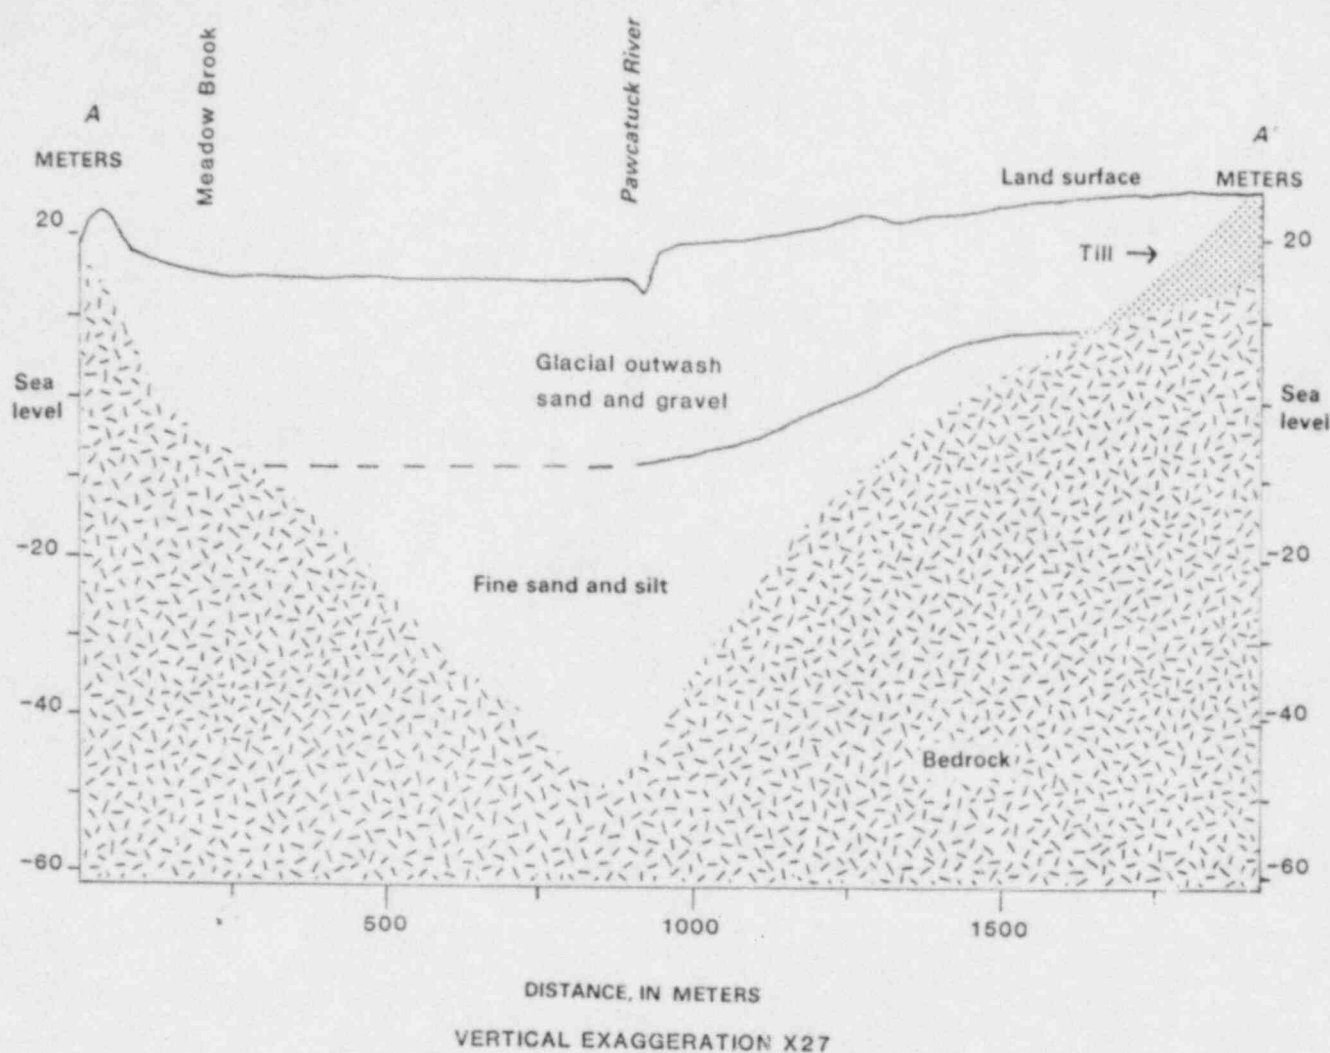 Meadow Brook
Pawcatuck River
A
METERS
A'
METERS
Land surface
20
20
Till →
Glacial outwash
sand and gravel
Sea
level
Sea
level
-20
-20
Fine sand and silt
-40
-40
Bedrock
-60
-60
500
1000
1500
DISTANCE, IN METERS
VERTICAL EXAGGERATION X27